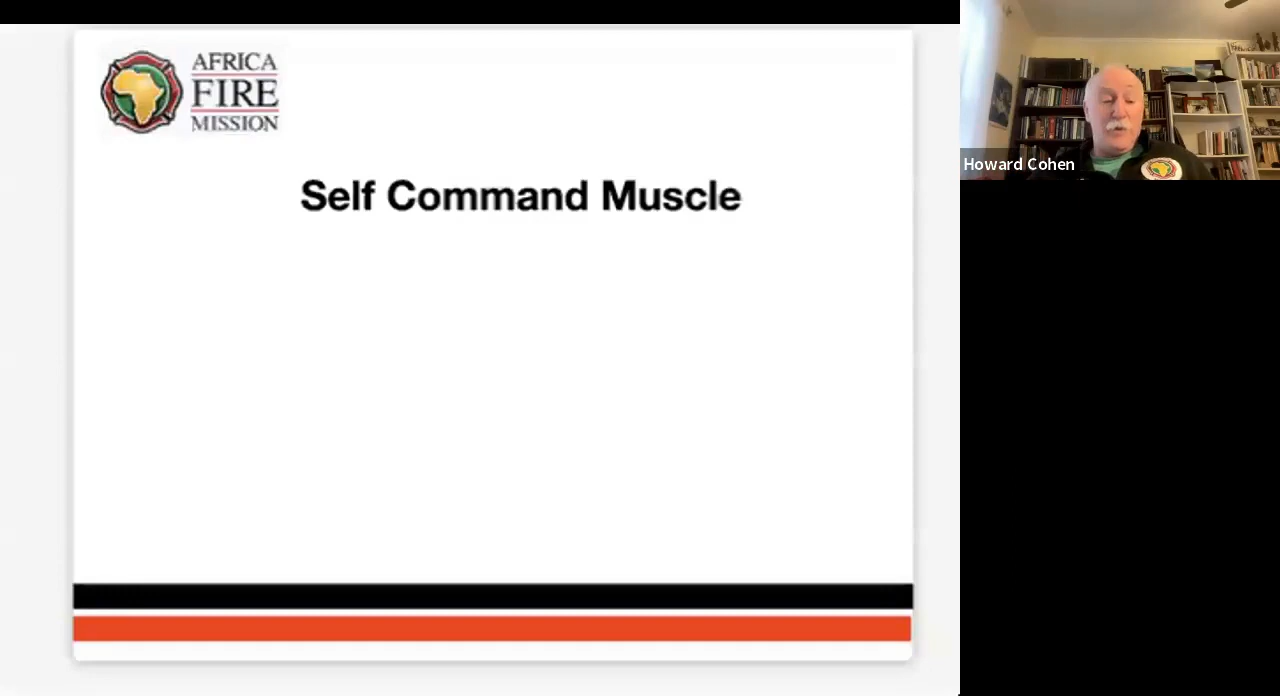 AFRICA
FIRE
MISSION
Self Command Muscle
Howard Cohen